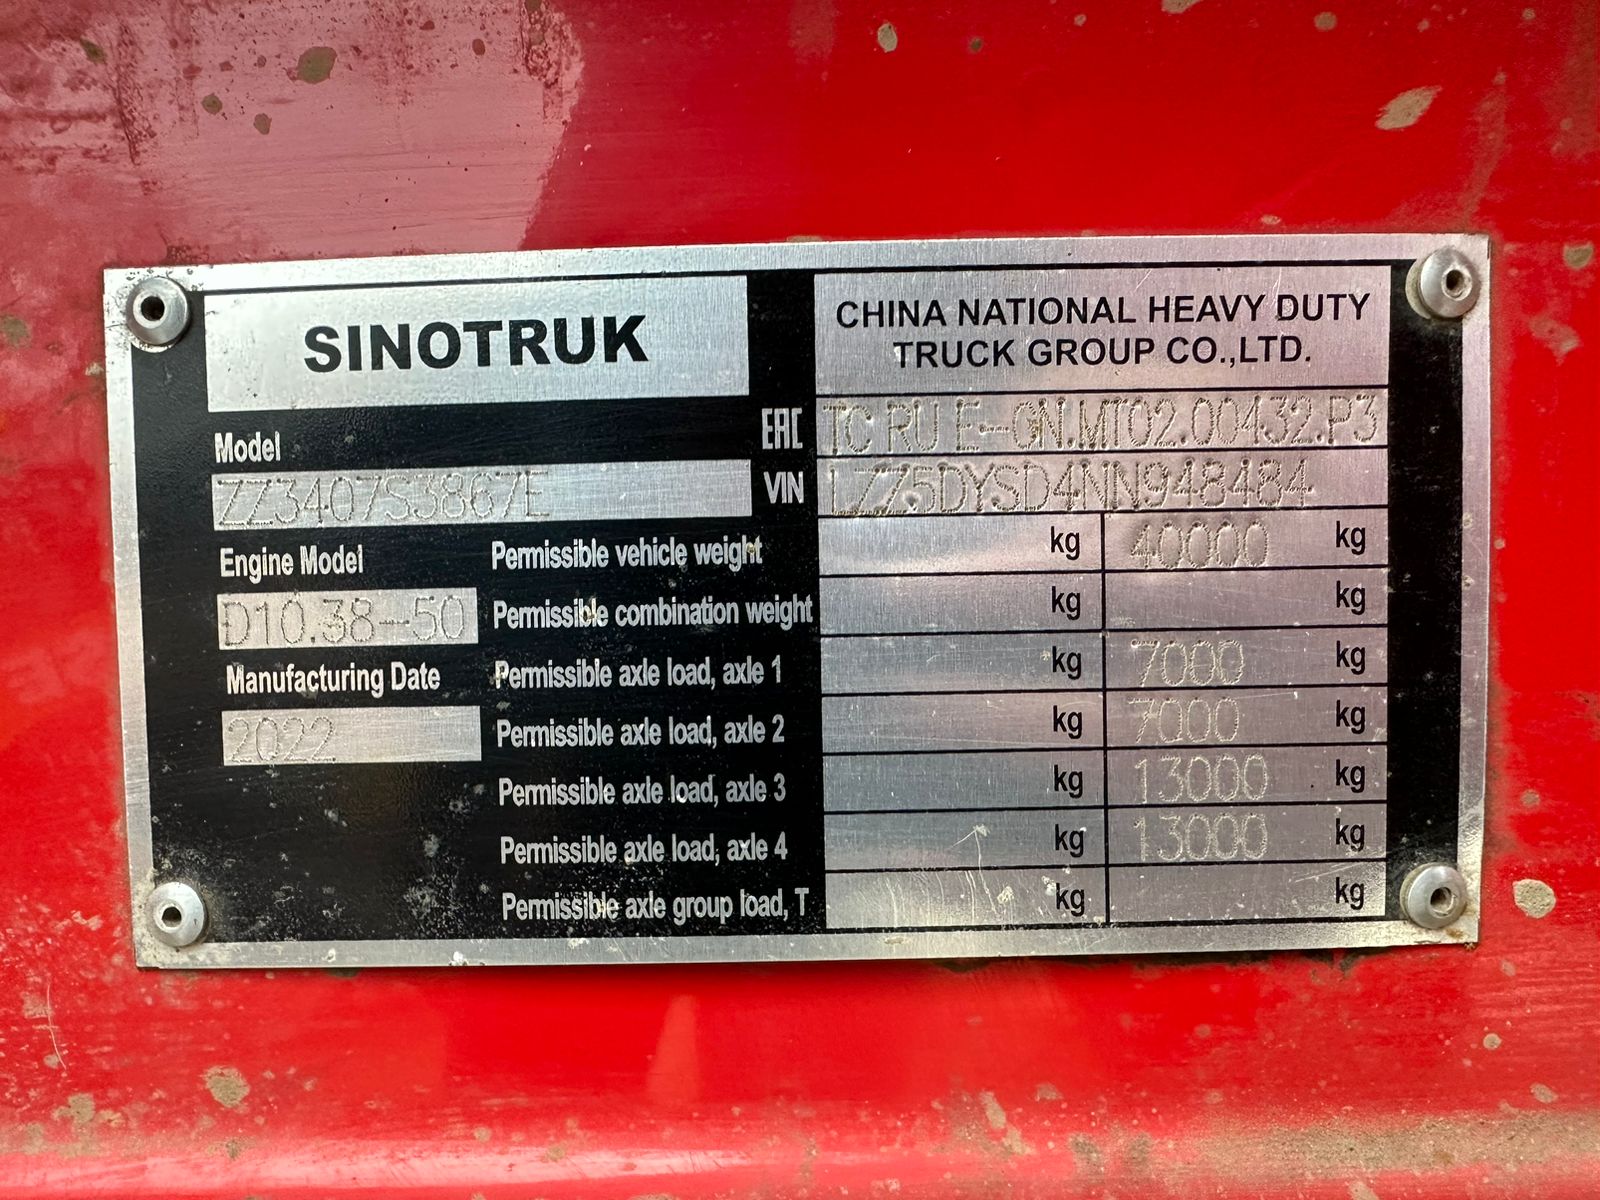 SINOTRUK
CHINA NATIONAL HEAVY DUTY
TRUCK GROUP CO.,LTD.
EAC TC RU E-CN.MT02.00432.P3
Model
ZZ3407S3867E
VIN LZZ5DYSD4NN948484
Engine Model
D10.38-50
Manufacturing Date
2022
Permissible vehicle weight kg 40000 kg
Permissible combination weight kg kg
Permissible axle load, axle 1 kg 7000 kg
Permissible axle load, axle 2 kg 7000 kg
Permissible axle load, axle 3 kg 13000 kg
Permissible axle load, axle 4 kg 13000 kg
Permissible axle group load, T kg kg